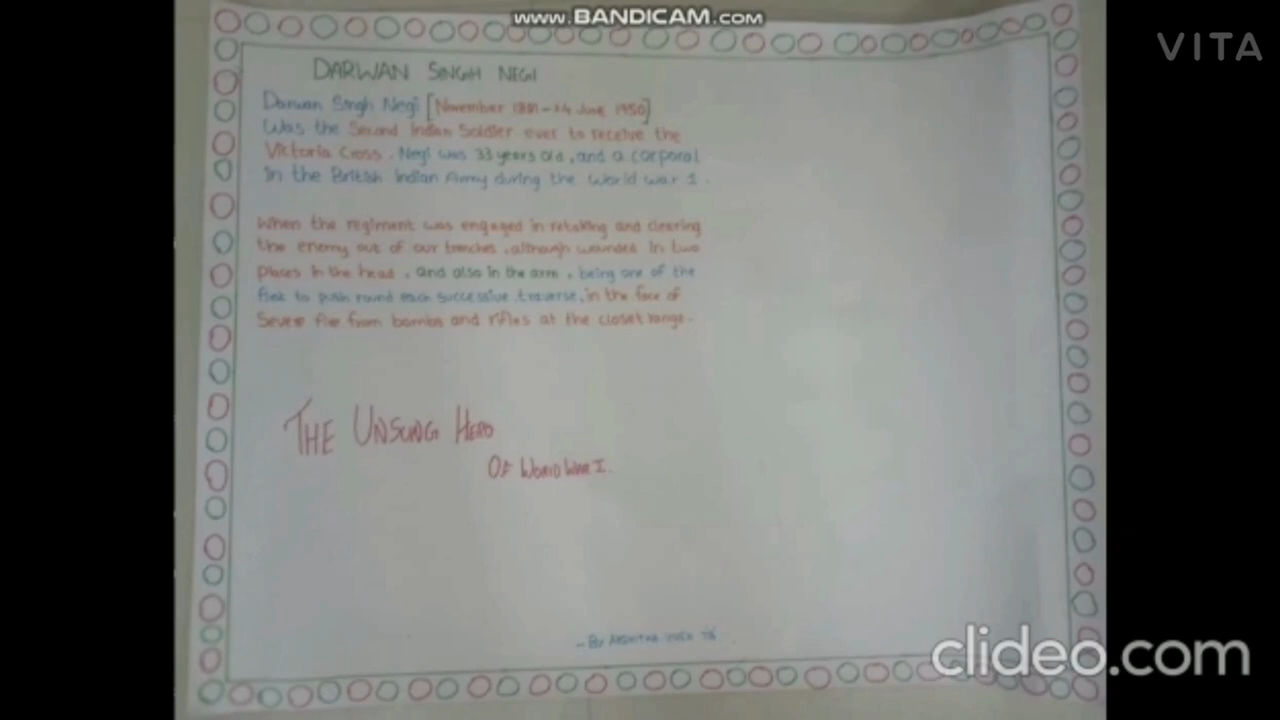 www.BANDICAM.com
VITA
DARWAN SINGH NEGI
Darwan Singh Negi [November 1881 - 24 June 1950]
Was the Second Indian Soldier ever to receive the
Victoria Cross. Negi was 33 years old, and a corporal
in the British Indian Army during the World war 1.
When the regiment was engaged in retaking and clearing
the enemy out of our trenches, although wounded in two
places in the head, and also in the arm, being one of the
first to push round each successive traverse, in the face of
Severe fire from bombs and rifles at the closet range.
THE UNSUNG HERO
OF WORLD WAR I.
- By
clideo.com